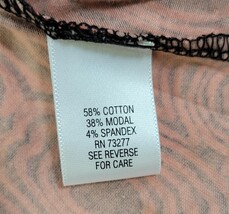 58% COTTON
38% MODAL
4% SPANDEX
RN 73277
SEE REVERSE
FOR CARE